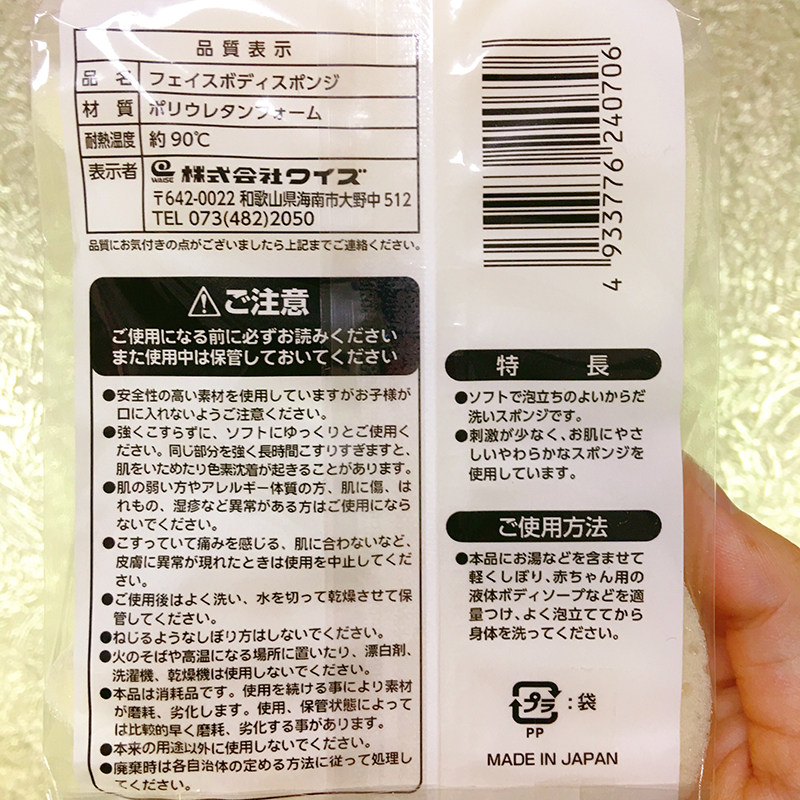 品質表示
品名 フェイスボディスポンジ
材質 ポリウレタンフォーム
耐熱温度 約90℃
表示者 WAISE 株式会社ワイズ
〒642-0022 和歌山県海南市大野中512
TEL 073(482)2050
品質にお気付きの点がございましたら上記までご連絡ください。
ご注意
ご使用になる前に必ずお読みください
また使用中は保管しておいてください
●安全性の高い素材を使用していますがお子様が
口に入れないようご注意ください。
●強くこすらずに、ソフトにゆっくりとご使用く
ださい。同じ部分を強く長時間こすりすぎますと、
肌をいためたり色素沈着が起きることがあります。
●肌の弱い方やアレルギー体質の方、肌に傷、は
れもの、湿疹など異常がある方はご使用になら
ないでください。
●こすっていて痛みを感じる、肌に合わないなど、
皮膚に異常が現れたときは使用を中止してくだ
さい。
●ご使用後はよく洗い、水を切って乾燥させて保
管してください。
●ねじるようなしぼり方はしないでください。
●火のそばや高温になる場所に置いたり、漂白剤、
洗濯機、乾燥機は使用しないでください。
●本品は消耗品です。使用を続ける事により素材
が磨耗、劣化します。使用、保管状態によって
は比較的早く磨耗、劣化する事があります。
●本来の用途以外に使用しないでください。
●廃棄時は各自治体の定める方法に従って処理し
てください。
4 933776 240706
特長
●ソフトで泡立ちのよいからだ
洗いスポンジです。
●刺激が少なく、お肌にやさ
しいやわらかなスポンジを
使用しています。
ご使用方法
●本品にお湯などを含ませて
軽くしぼり、赤ちゃん用の
液体ボディソープなどを適
量つけ、よく泡立ててから
身体を洗ってください。
プラ :袋
PP
MADE IN JAPAN